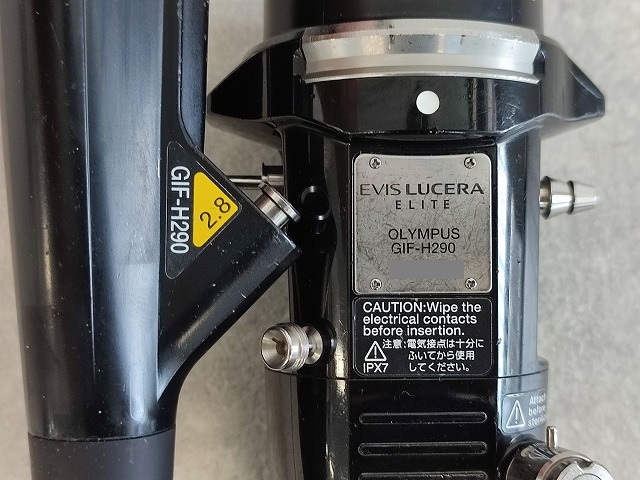 GIF-H290
2.8
EVIS LUCERA
ELITE
OLYMPUS
GIF-H290
CAUTION:Wipe the
electrical contacts
before insertion.
注意:電気接点は十分に
ふいてから使用
してください。
IPX7
Attach
before